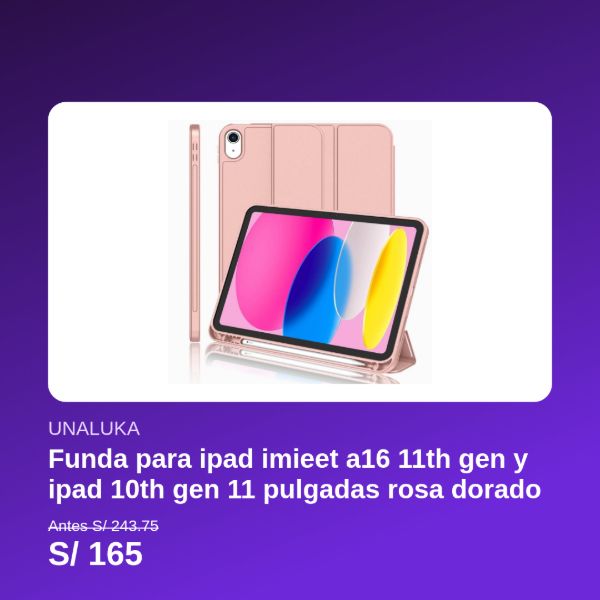 UNALUKA
Funda para ipad imieet a16 11th gen y
ipad 10th gen 11 pulgadas rosa dorado
Antes S/ 243.75
S/ 165